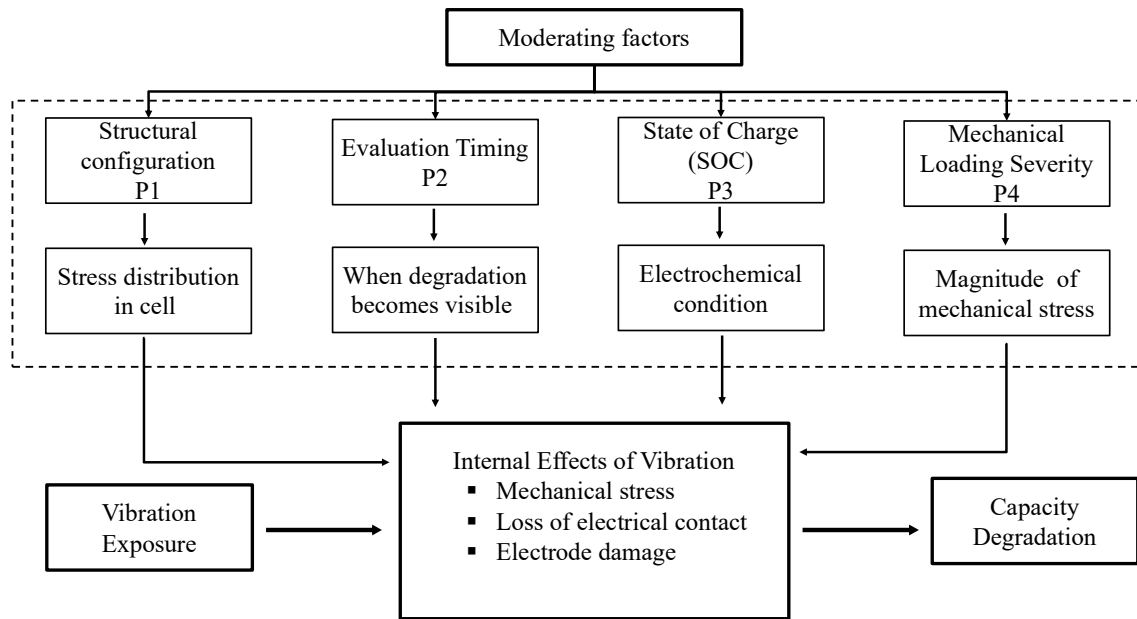 Moderating factors
Structural
configuration
P1
Evaluation Timing
P2
State of Charge
(SOC)
P3
Mechanical
Loading Severity
P4
Stress distribution
in cell
When degradation
becomes visible
Electrochemical
condition
Magnitude of
mechanical stress
Internal Effects of Vibration
▪ Mechanical stress
▪ Loss of electrical contact
▪ Electrode damage
Vibration
Exposure
Capacity
Degradation